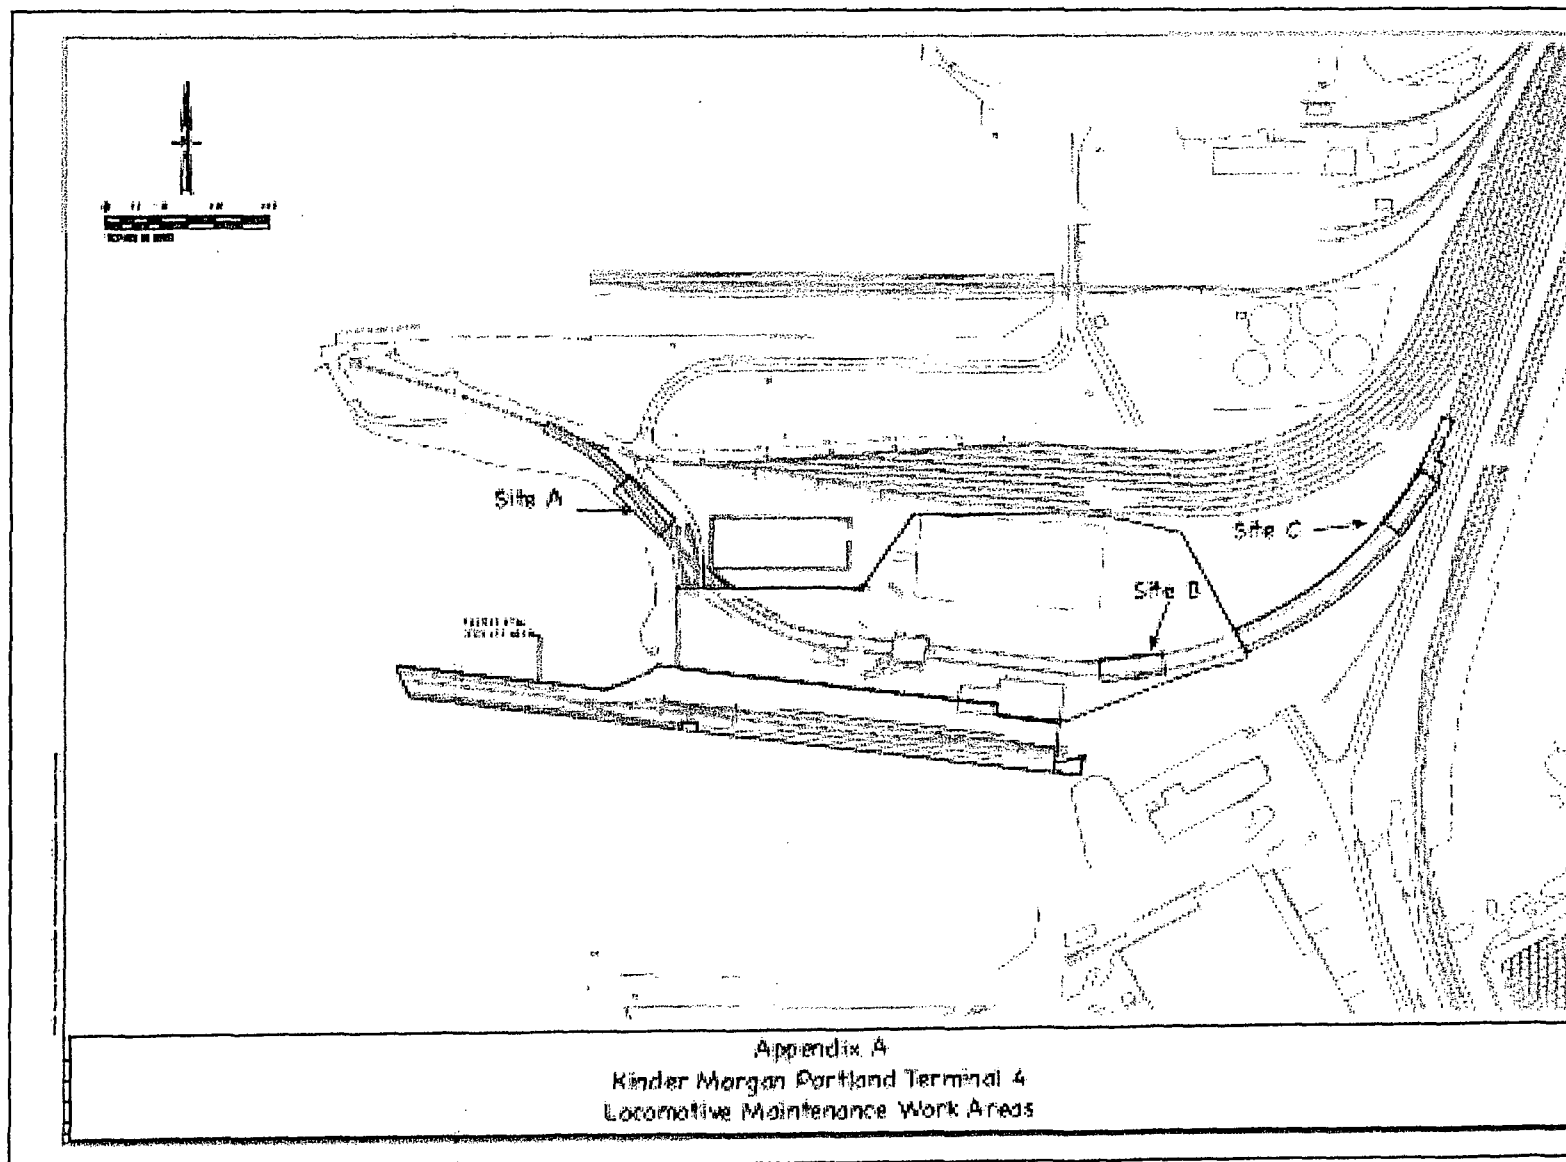 Site A
Site C
Site B
Appendix A
Kinder Morgan Portland Terminal 4
Locomotive Maintenance Work Areas